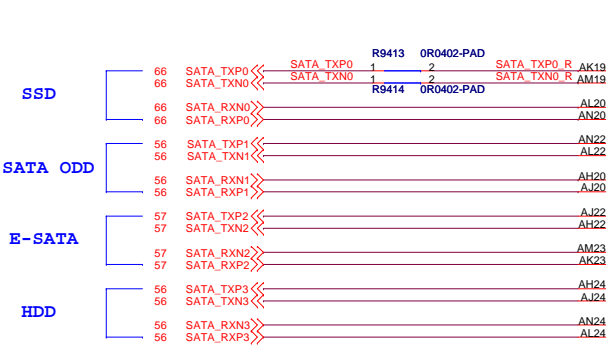 R9413 0R0402-PAD
66 SATA_TXP0 SATA_TXP0 1 2 SATA_TXP0_R AK19
66 SATA_TXN0 SATA_TXN0 1 2 SATA_TXN0_R AM19
R9414 0R0402-PAD
SSD
66 SATA_RXN0 AL20
66 SATA_RXP0 AN20
56 SATA_TXP1 AN22
56 SATA_TXN1 AL22
SATA ODD
56 SATA_RXN1 AH20
56 SATA_RXP1 AJ20
57 SATA_TXP2 AJ22
57 SATA_TXN2 AH22
E-SATA
57 SATA_RXN2 AM23
57 SATA_RXP2 AK23
56 SATA_TXP3 AH24
56 SATA_TXN3 AJ24
HDD
56 SATA_RXN3 AN24
56 SATA_RXP3 AL24